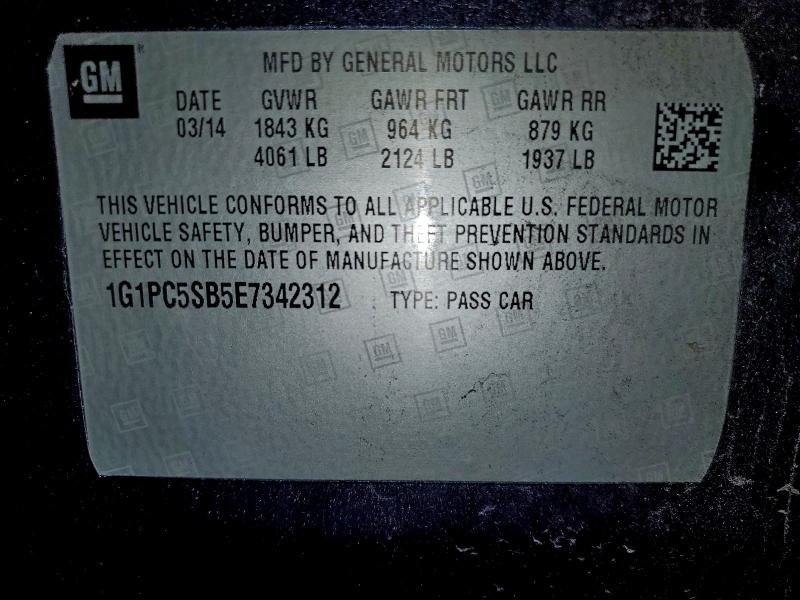 GM
MFD BY GENERAL MOTORS LLC
DATE GVWR GAWR FRT GAWR RR
03/14 1843 KG 964 KG 879 KG
4061 LB 2124 LB 1937 LB
THIS VEHICLE CONFORMS TO ALL APPLICABLE U.S. FEDERAL MOTOR
VEHICLE SAFETY, BUMPER, AND THEFT PREVENTION STANDARDS IN
EFFECT ON THE DATE OF MANUFACTURE SHOWN ABOVE.
1G1PC5SB5E7342312 TYPE: PASS CAR